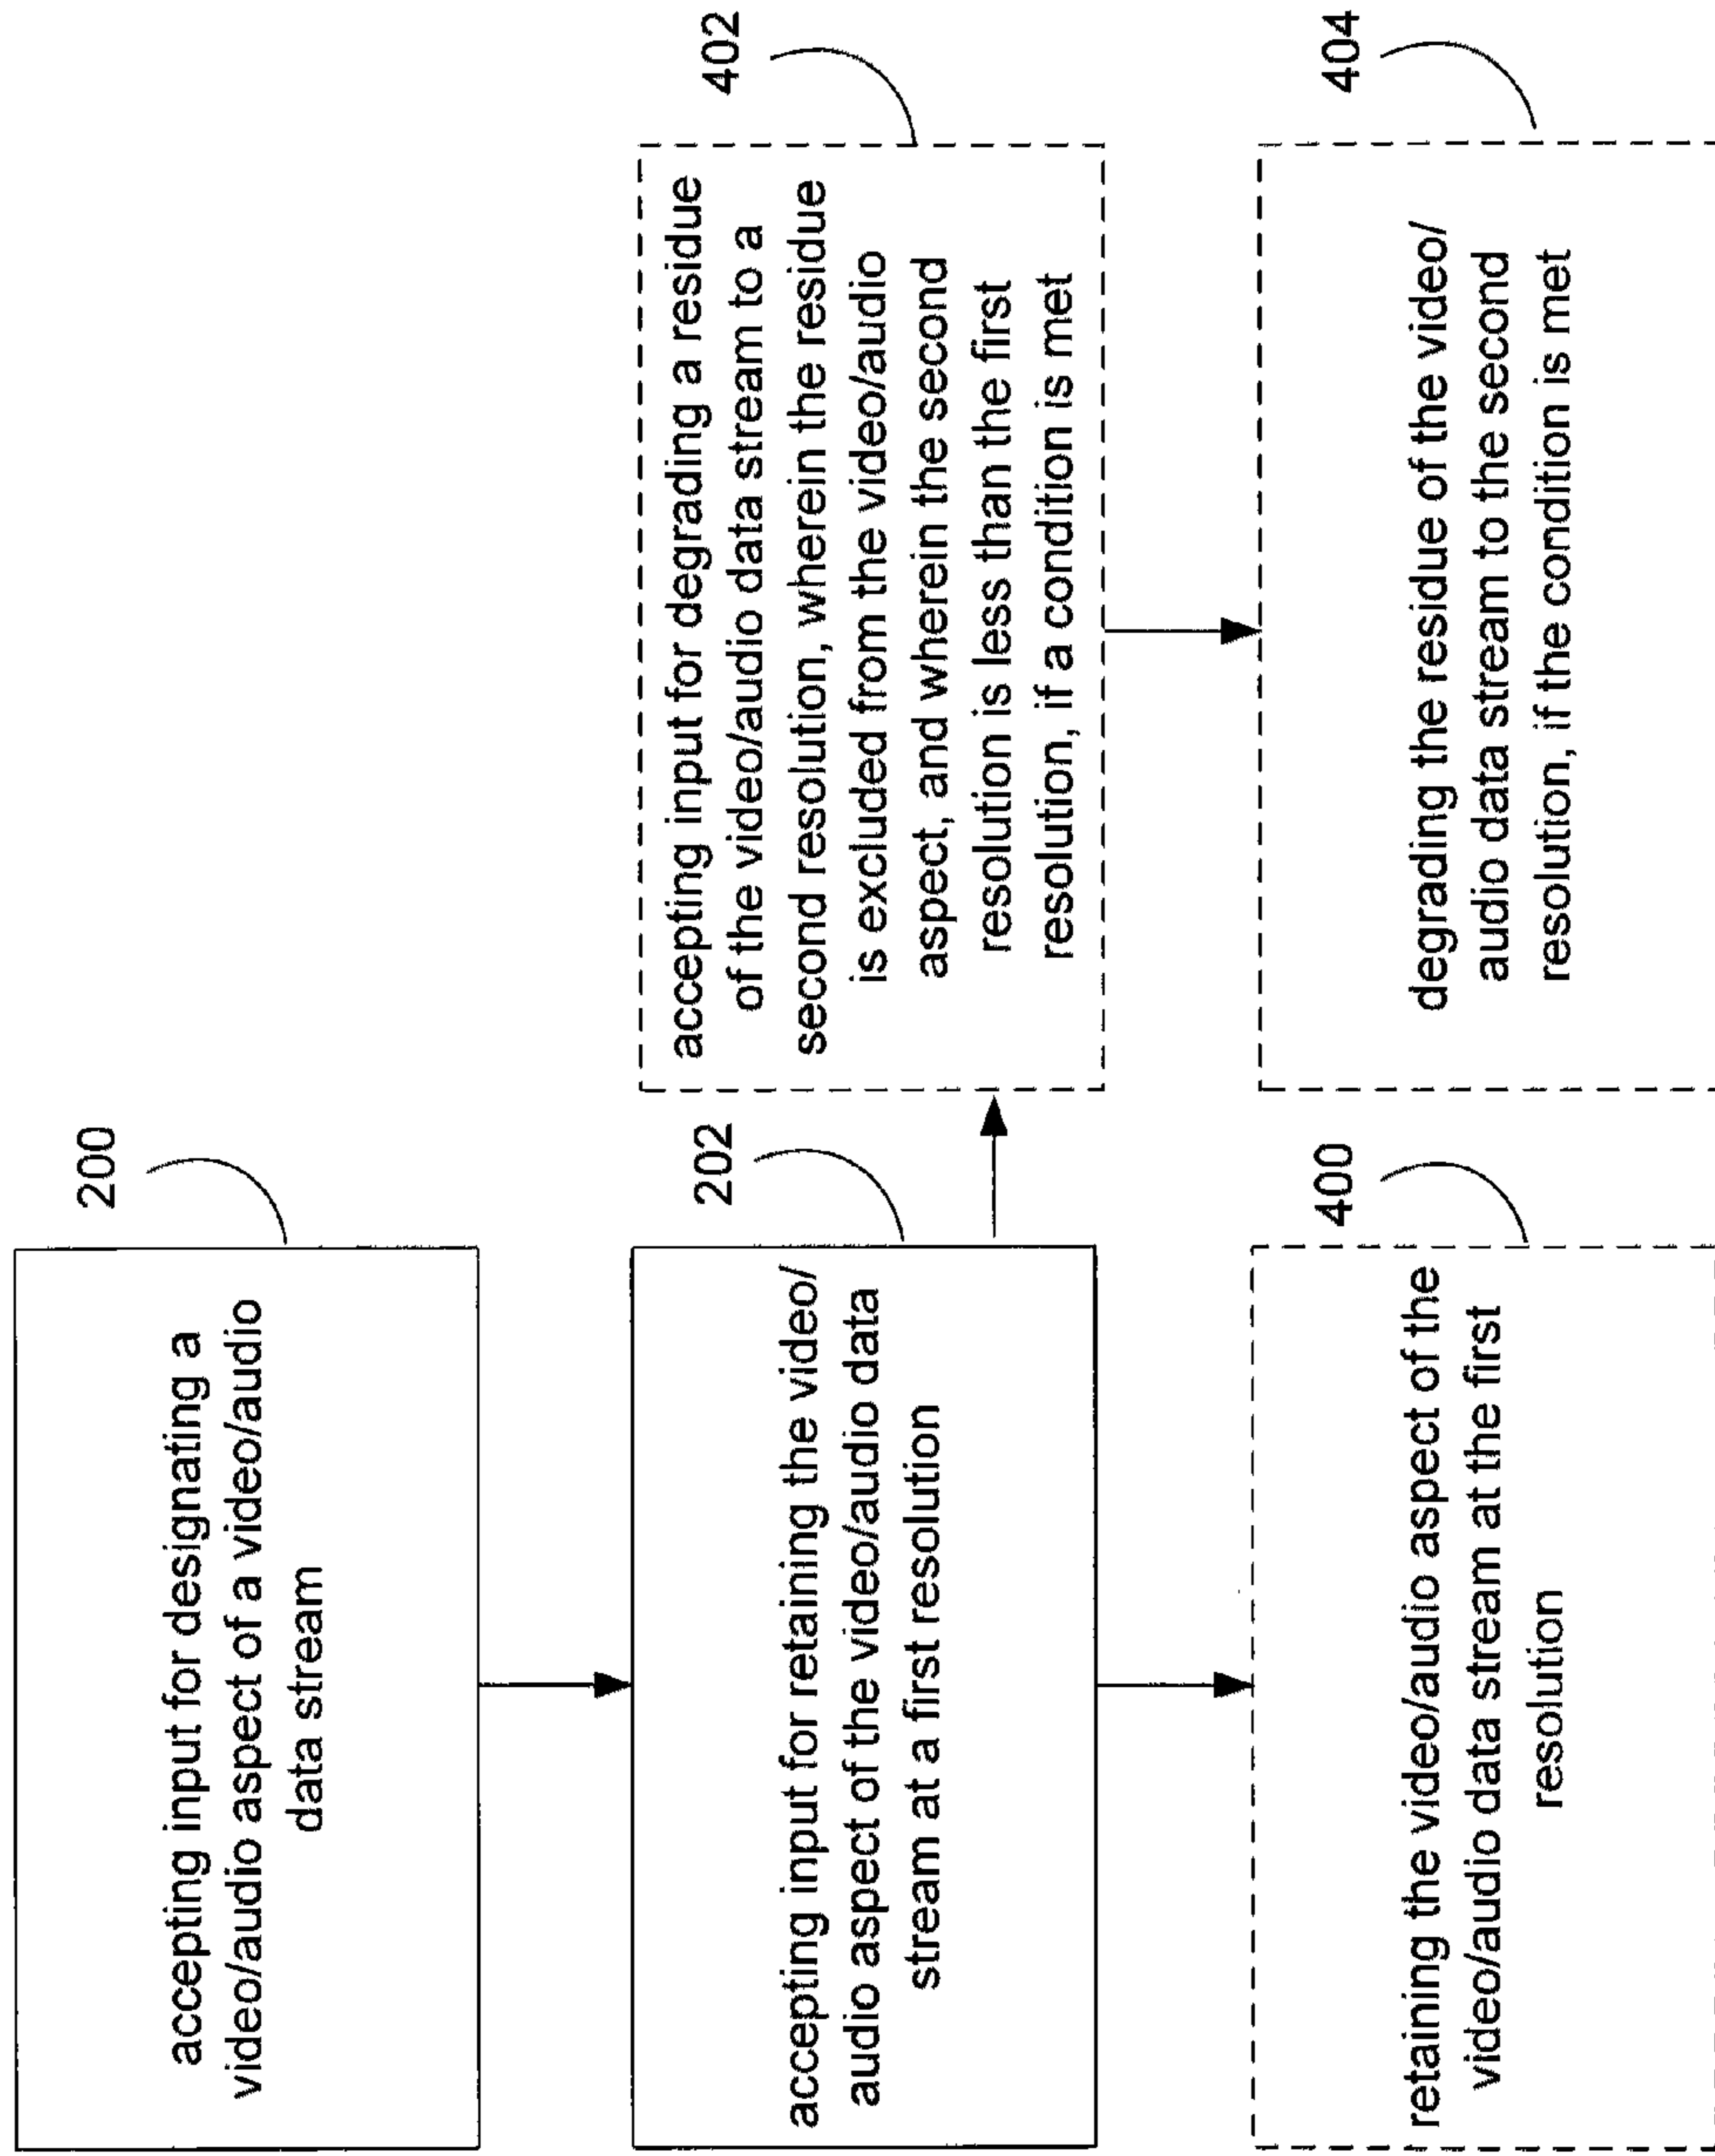 200
accepting input for designating a
video/audio aspect of a video/audio
data stream
202
accepting input for retaining the video/
audio aspect of the video/audio data
stream at a first resolution
402
accepting input for degrading a residue
of the video/audio data stream to a
second resolution, wherein the residue
is excluded from the video/audio
aspect, and wherein the second
resolution is less than the first
resolution, if a condition is met
400
retaining the video/audio aspect of the
video/audio data stream at the first
resolution
404
degrading the residue of the video/
audio data stream to the second
resolution, if the condition is met